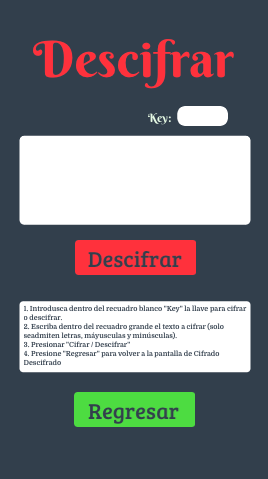 Descifrar
Key:
Descifrar
1. Introdusca dentro del recuadro blanco "Key" la llave para cifrar
o descifrar.
2. Escriba dentro del recuadro grande el texto a cifrar (solo
seadmiten letras, máyusculas y minúsculas).
3. Presionar "Cifrar / Descifrar"
4. Presione "Regresar" para volver a la pantalla de Cifrado
Descifrado
Regresar